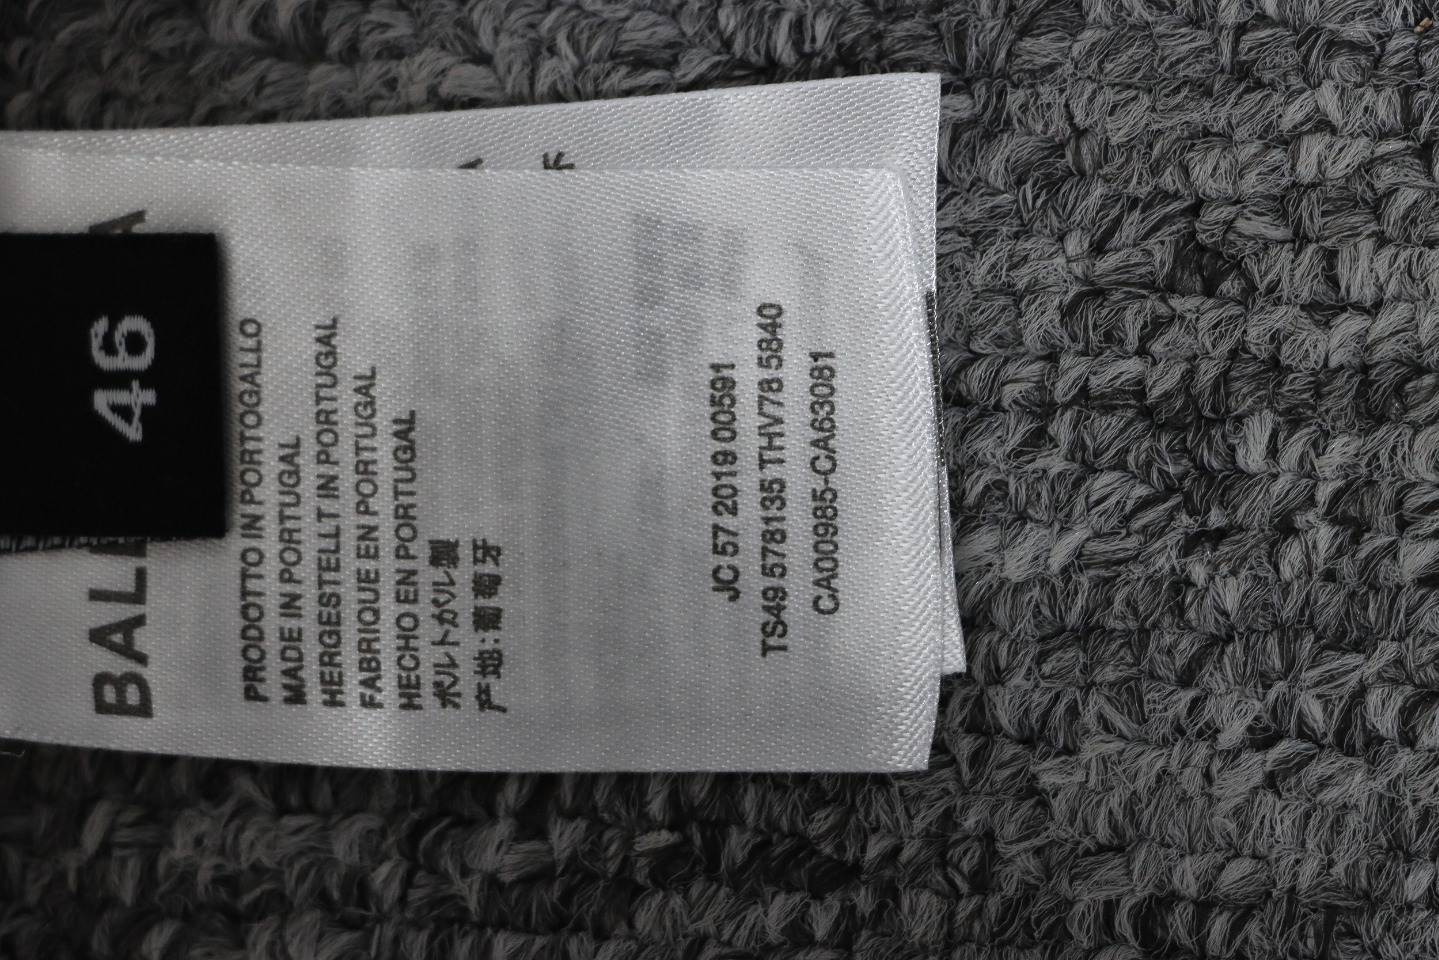 46
PRODOTTO IN PORTOGALLO
MADE IN PORTUGAL
HERGESTELLT IN PORTUGAL
FABRIQUE EN PORTUGAL
HECHO EN PORTUGAL
ポルトガル製
产地:葡萄牙
JC 57 2019 00591
TS49 578135 THV78 5840
CA00985-CA63081